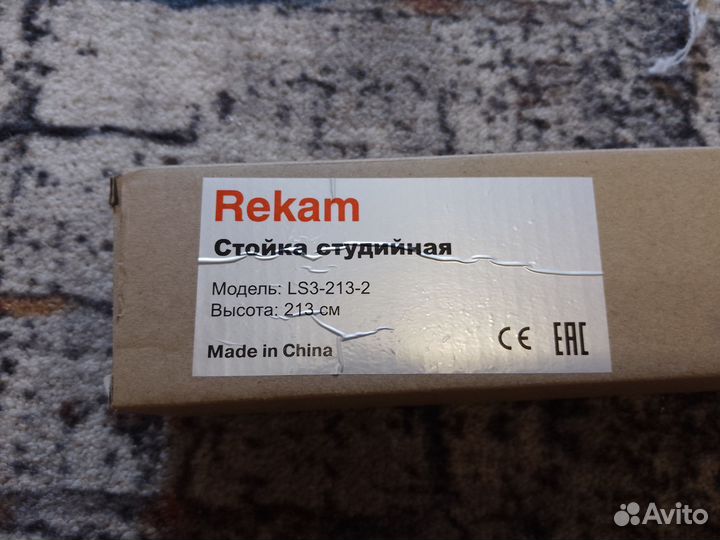 Rekam
Стойка студийная
Модель: LS3-213-2
Высота: 213 см
Made in China
CE EAC
Avito